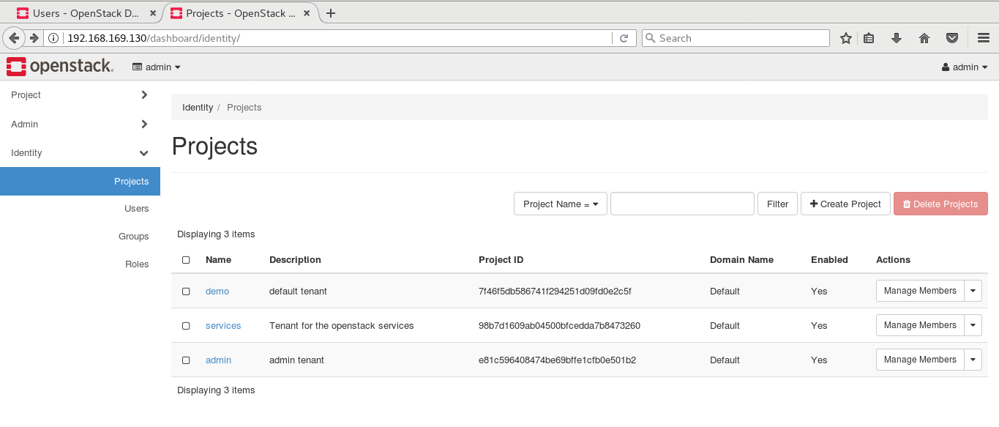 Users - OpenStack D... Projects - OpenStack ...
192.168.169.130/dashboard/identity/ Search
openstack. admin admin
Project
Admin
Identity
Projects
Users
Groups
Roles
Identity / Projects
Projects
Project Name = Filter Create Project Delete Projects
Displaying 3 items
Name Description Project ID Domain Name Enabled Actions
demo default tenant 7f46f5db586741f294251d09fd0e2c5f Default Yes Manage Members
services Tenant for the openstack services 98b7d1609ab04500bfcedda7b8473260 Default Yes Manage Members
admin admin tenant e81c596408474be69bffe1cfb0e501b2 Default Yes Manage Members
Displaying 3 items